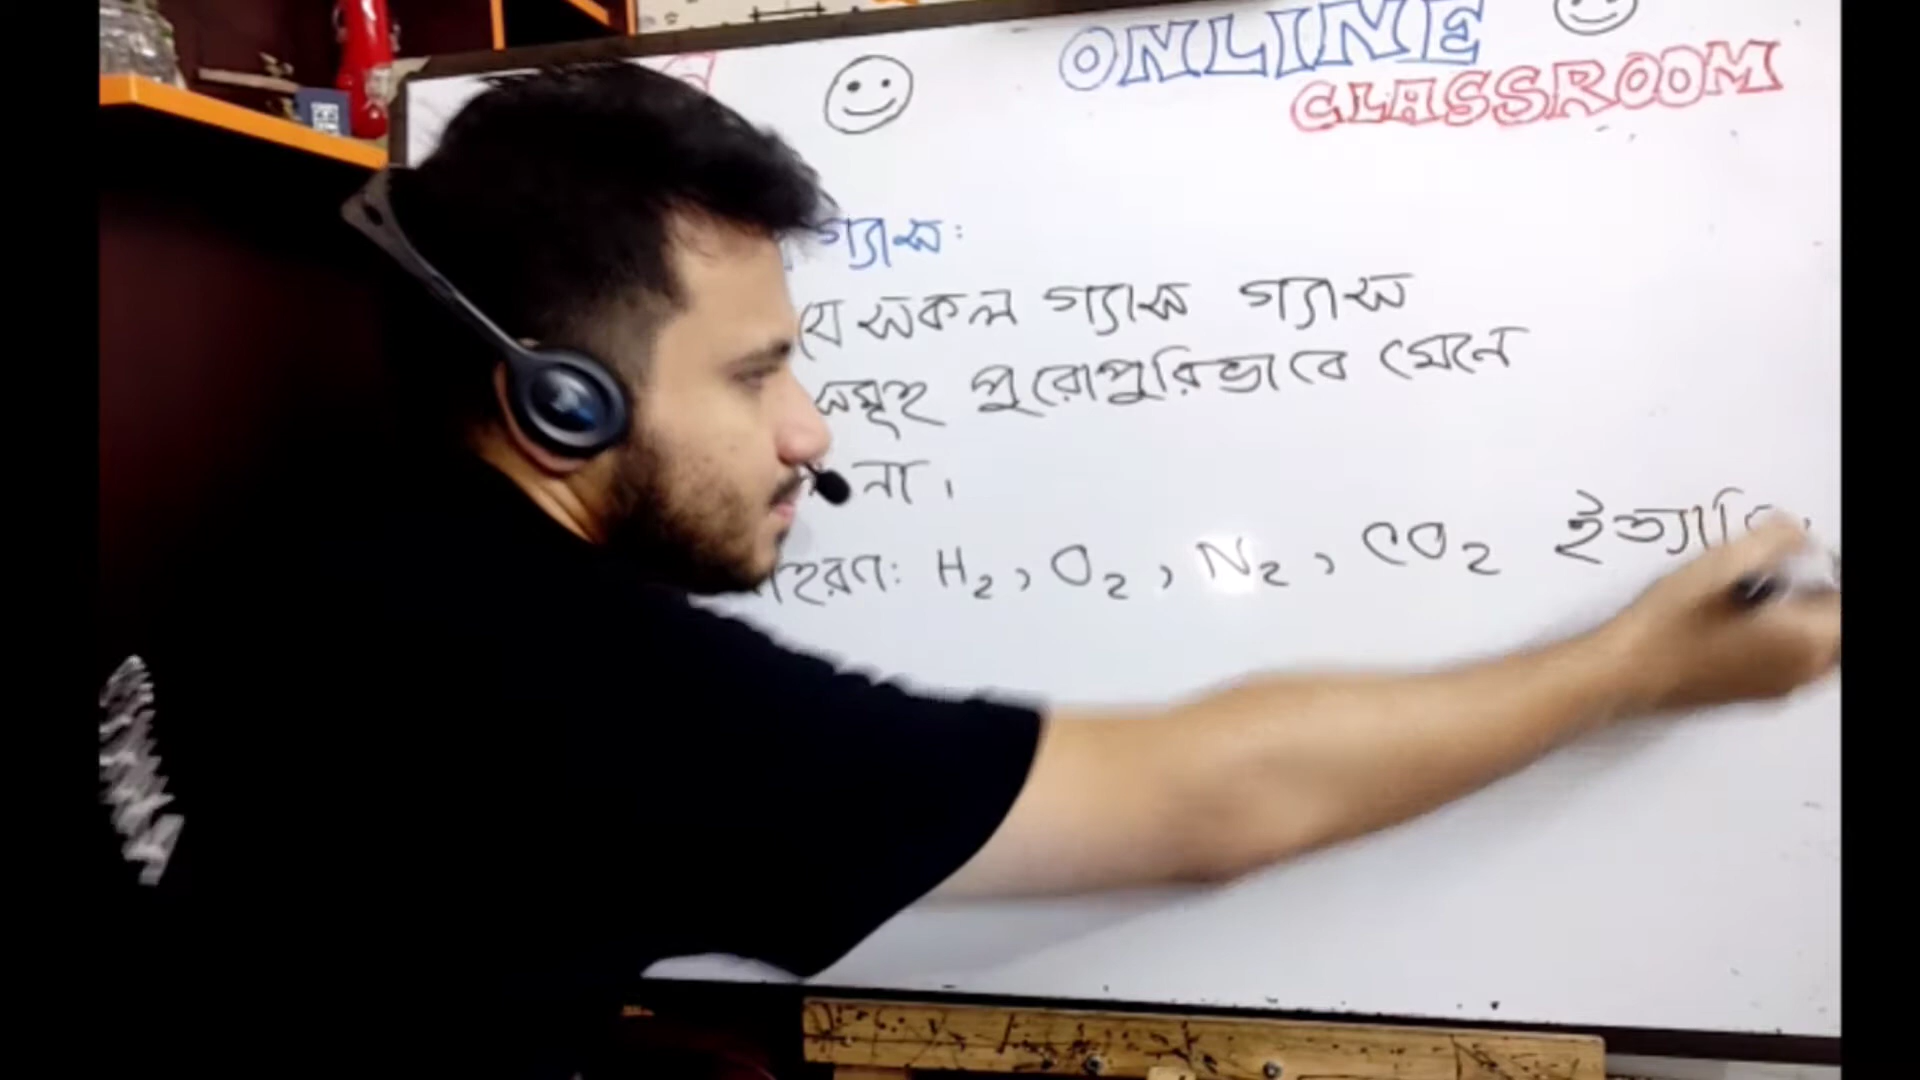 ONLINE
CLASSROOM
গ্যাস:
যে সকল গ্যাস গ্যাস
সমূহ পুরোপুরিভাবে মেনে
না।
হরণ: H₂, O₂, N₂, CO₂ ইত্যাদি